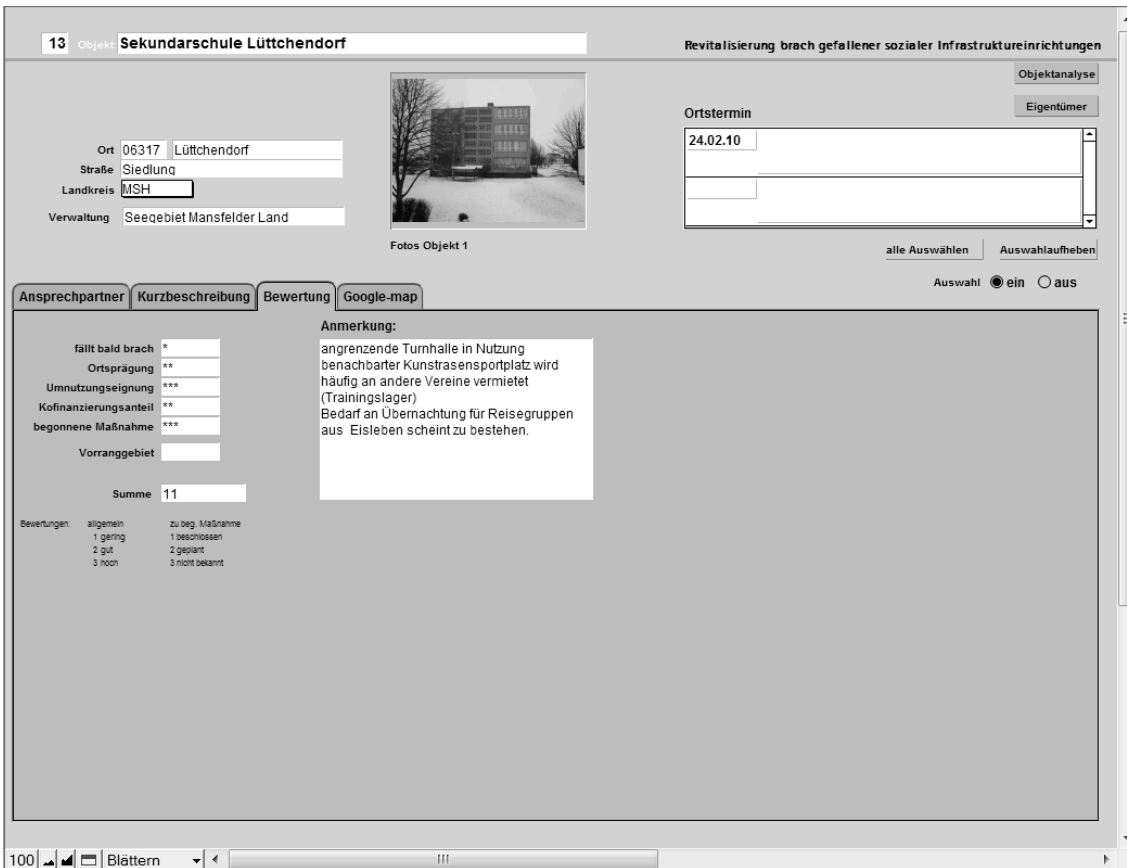 13 Objekt Sekundarschule Lüttchendorf
Revitalisierung brach gefallener sozialer Infrastruktureinrichtungen
Objektanalyse
Eigentümer
Ortstermin
24.02.10
Ort 06317 Lüttchendorf
Straße Siedlung
Landkreis MSH
Verwaltung Seegebiet Mansfelder Land
Fotos Objekt 1
alle Auswählen Auswahlaufheben
Auswahl ein aus
Ansprechpartner Kurzbeschreibung Bewertung Google-map
fällt bald brach *
Ortsprägung **
Umnutzungseignung ***
Kofinanzierungsanteil **
begonnene Maßnahme ***
Vorranggebiet
Summe 11
Anmerkung:
angrenzende Turnhalle in Nutzung
benachbarter Kunstrasensportplatz wird
häufig an andere Vereine vermietet
(Trainingslager)
Bedarf an Übernachtung für Reisegruppen
aus Eisleben scheint zu bestehen.
Bewertungen: allgemein zu beg. Maßnahme
1 gering 1 beschlossen
2 gut 2 geplant
3 hoch 3 nicht bekannt
100 Blättern